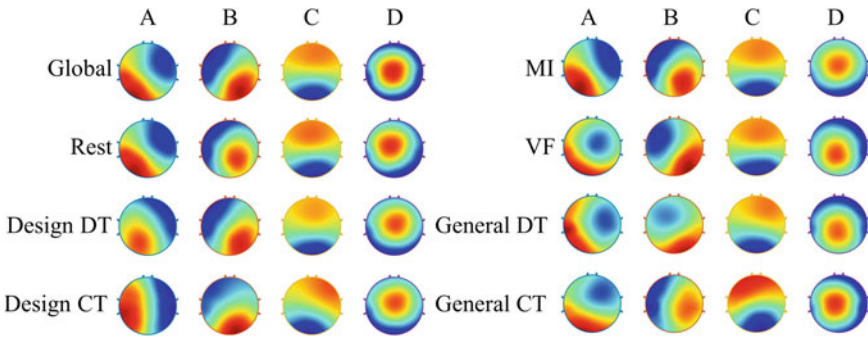 A B C D A B C D
Global MI
Rest VF
Design DT General DT
Design CT General CT